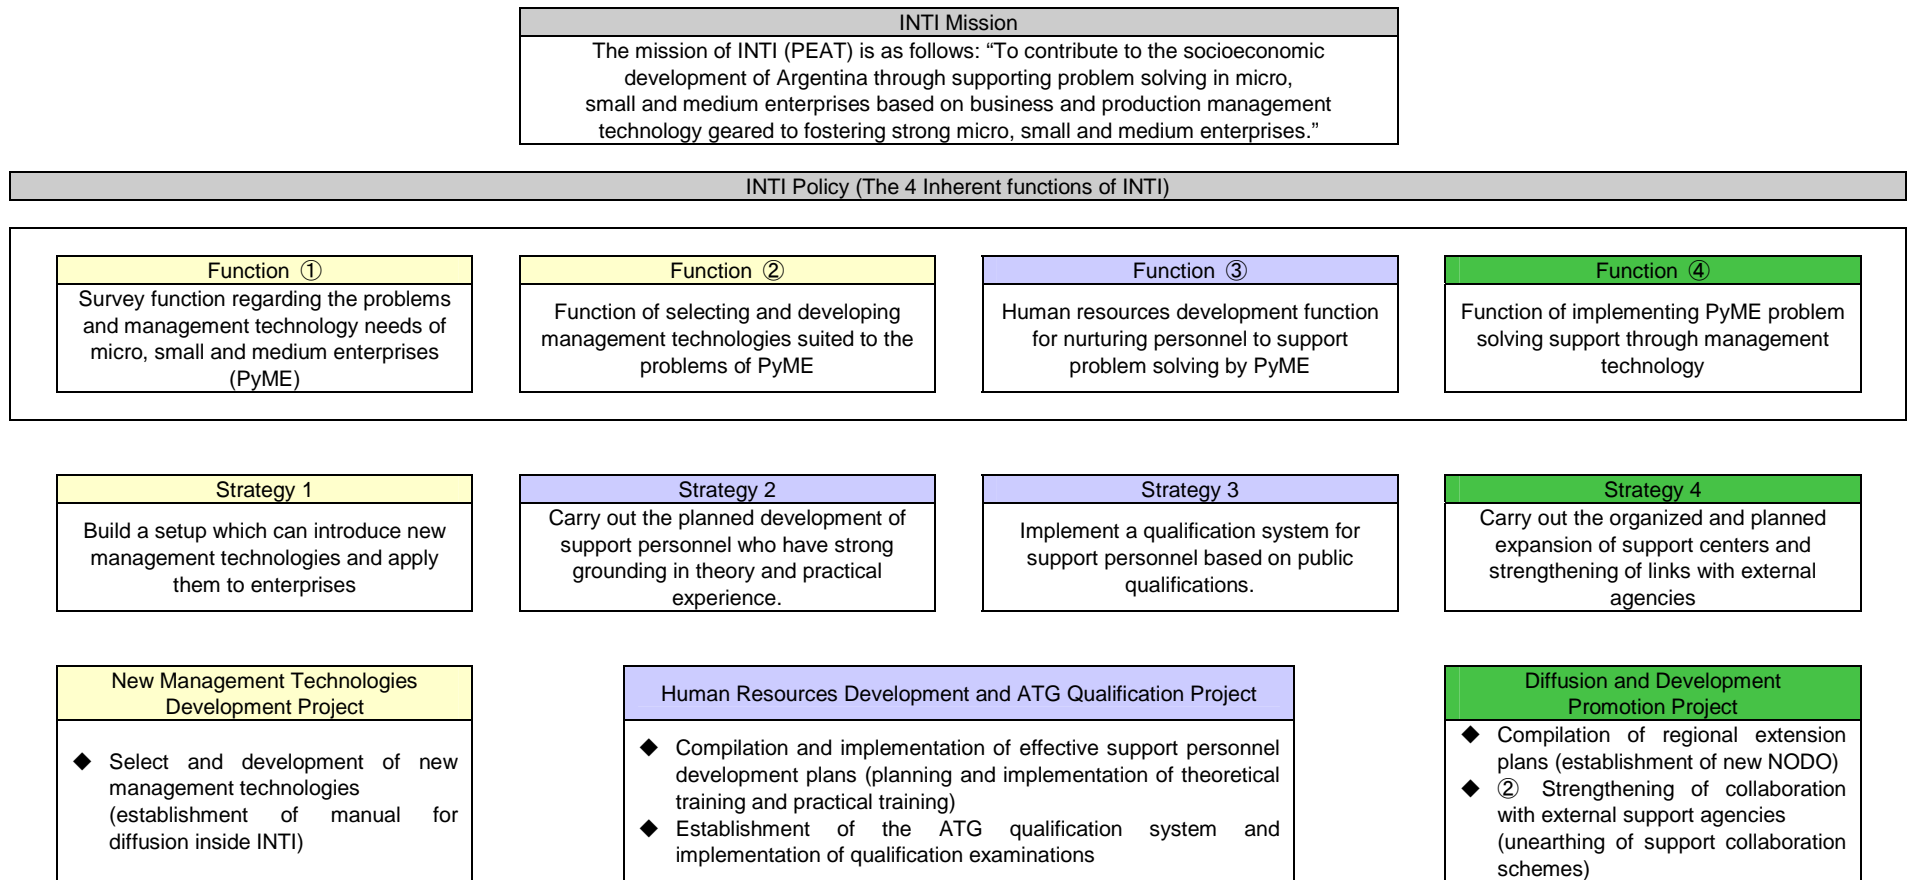 INTI Mission
The mission of INTI (PEAT) is as follows: “To contribute to the socioeconomic
development of Argentina through supporting problem solving in micro,
small and medium enterprises based on business and production management
technology geared to fostering strong micro, small and medium enterprises.”
INTI Policy (The 4 Inherent functions of INTI)
Function ①
Survey function regarding the problems
and management technology needs of
micro, small and medium enterprises
(PyME)
Function ②
Function of selecting and developing
management technologies suited to the
problems of PyME
Function ③
Human resources development function
for nurturing personnel to support
problem solving by PyME
Function ④
Function of implementing PyME problem
solving support through management
technology
Strategy 1
Build a setup which can introduce new
management technologies and apply
them to enterprises
Strategy 2
Carry out the planned development of
support personnel who have strong
grounding in theory and practical
experience.
Strategy 3
Implement a qualification system for
support personnel based on public
qualifications.
Strategy 4
Carry out the organized and planned
expansion of support centers and
strengthening of links with external
agencies
New Management Technologies
Development Project
◆ Select and development of new
management technologies
(establishment of manual for
diffusion inside INTI)
Human Resources Development and ATG Qualification Project
◆ Compilation and implementation of effective support personnel
development plans (planning and implementation of theoretical
training and practical training)
◆ Establishment of the ATG qualification system and
implementation of qualification examinations
Diffusion and Development
Promotion Project
◆ Compilation of regional extension
plans (establishment of new NODO)
◆ ② Strengthening of collaboration
with external support agencies
(unearthing of support collaboration
schemes)